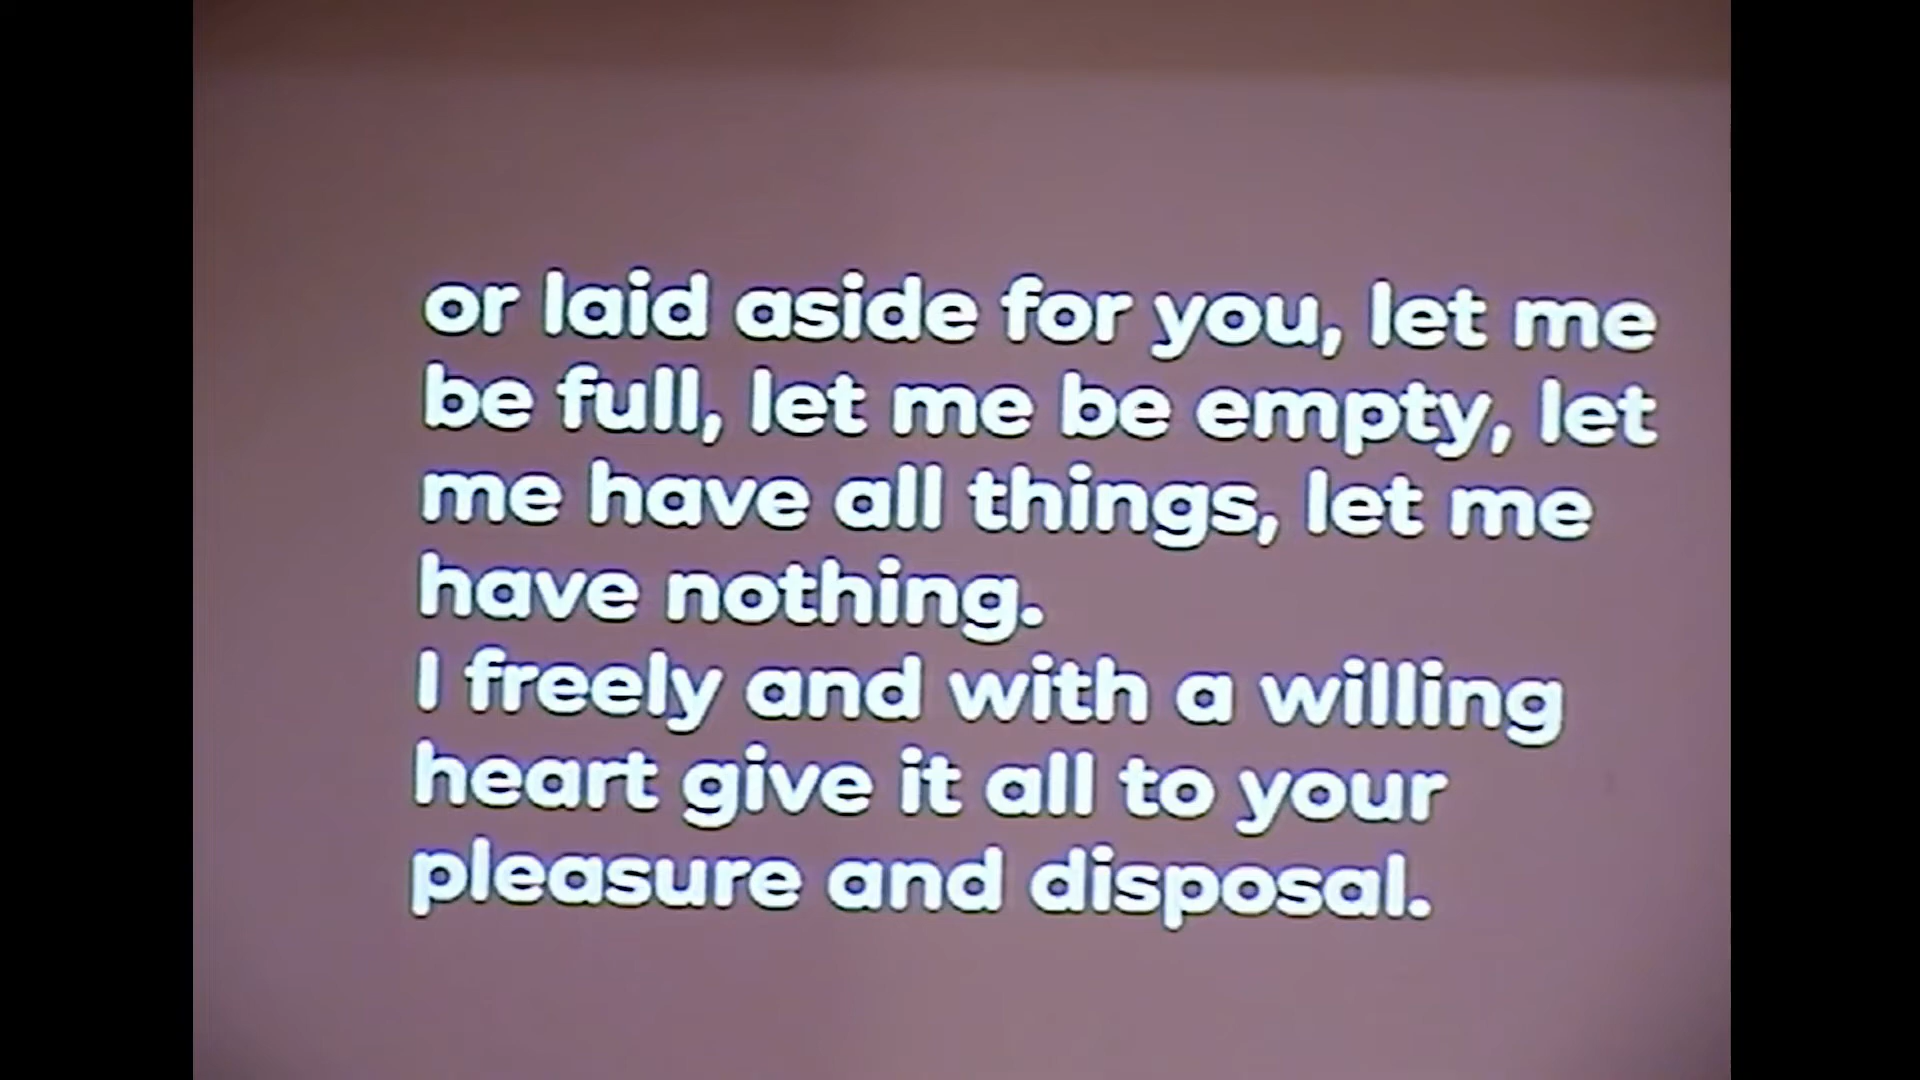 or laid aside for you, let me
be full, let me be empty, let
me have all things, let me
have nothing.
I freely and with a willing
heart give it all to your
pleasure and disposal.